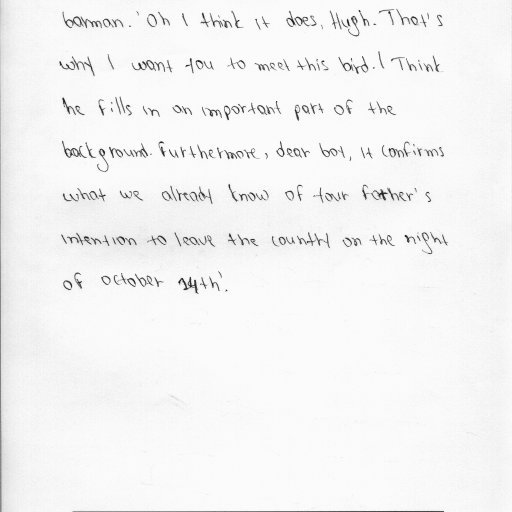 barman. 'Oh I think it does, Hugh. That's
why I want you to meet this bird. I Think
he fills in an important part of the
background. Furthermore, dear boy, it confirms
what we already know of your father's
intention to leave the country on the night
of October 14th'.